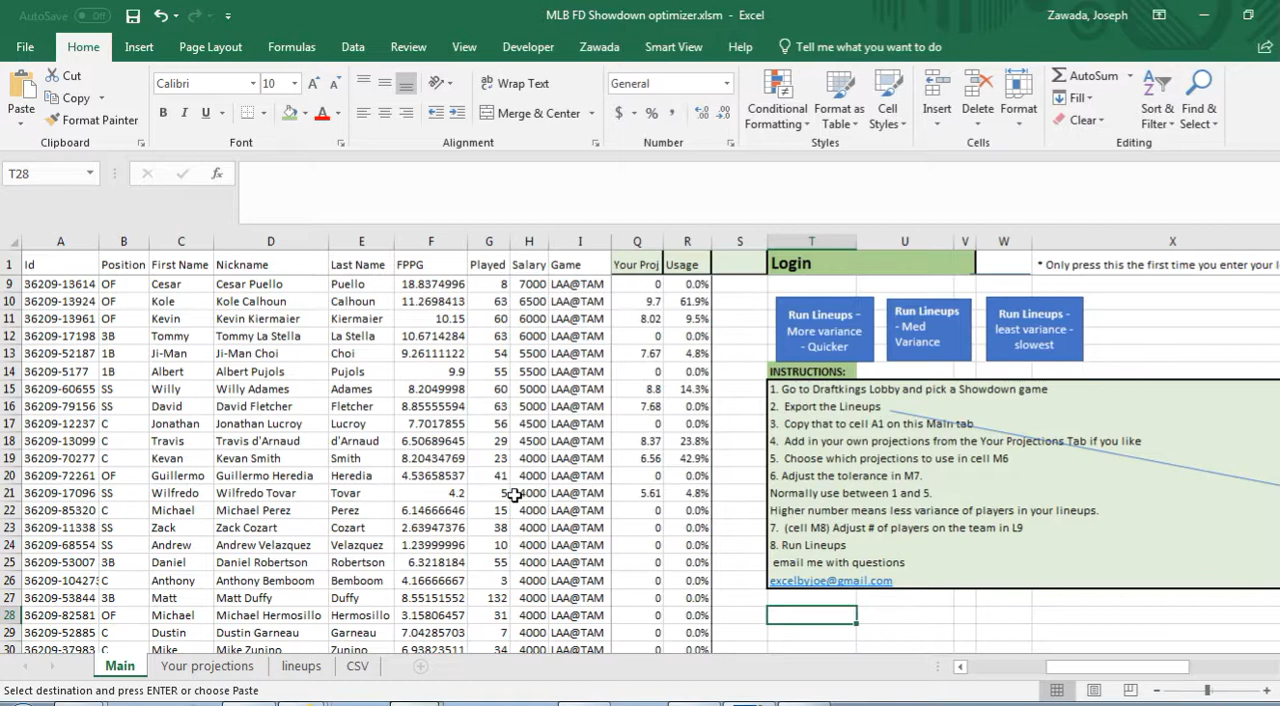 AutoSave Off MLB FD Showdown optimizer.xlsm - Excel Zawada, Joseph
File Home Insert Page Layout Formulas Data Review View Developer Zawada Smart View Help Tell me what you want to do
Paste Cut Copy Format Painter
Calibri 10
B I U
Wrap Text
Merge & Center
General
$ % ,
Conditional Formatting Format as Table Cell Styles
Insert Delete Format
AutoSum Fill Clear
Sort & Filter Find & Select
Clipboard Font Alignment Number Styles Cells Editing
T28 fx
A B C D E F G H I Q R S T U V W X
1 Id Position First Name Nickname Last Name FPPG Played Salary Game Your Proj Usage Login * Only press this the first time you enter your
9 36209-13614 OF Cesar Cesar Puello Puello 18.8374996 8 7000 LAA@TAM 0 0.0%
10 36209-13924 OF Kole Kole Calhoun Calhoun 11.2698413 63 6500 LAA@TAM 9.7 61.9%
11 36209-13961 OF Kevin Kevin Kiermaier Kiermaier 10.15 60 6000 LAA@TAM 8.02 9.5%
12 36209-17198 3B Tommy Tommy La Stella La Stella 10.6714284 63 6000 LAA@TAM 0 0.0%
13 36209-52187 1B Ji-Man Ji-Man Choi Choi 9.26111122 54 5500 LAA@TAM 7.67 4.8%
14 36209-5177 1B Albert Albert Pujols Pujols 9.9 55 5500 LAA@TAM 0 0.0%
15 36209-60655 SS Willy Willy Adames Adames 8.2049998 60 5000 LAA@TAM 8.8 14.3%
16 36209-79156 SS David David Fletcher Fletcher 8.85555594 63 5000 LAA@TAM 7.68 0.0%
17 36209-12237 C Jonathan Jonathan Lucroy Lucroy 7.7017855 56 4500 LAA@TAM 0 0.0%
18 36209-13099 C Travis Travis d'Arnaud d'Arnaud 6.50689645 29 4500 LAA@TAM 8.37 23.8%
19 36209-70277 C Kevan Kevan Smith Smith 8.20434769 23 4000 LAA@TAM 6.56 42.9%
20 36209-72261 OF Guillermo Guillermo Heredia Heredia 4.53658537 41 4000 LAA@TAM 0 0.0%
21 36209-17096 SS Wilfredo Wilfredo Tovar Tovar 4.2 5 4000 LAA@TAM 5.61 4.8%
22 36209-85320 C Michael Michael Perez Perez 6.14666646 15 4000 LAA@TAM 0 0.0%
23 36209-11338 SS Zack Zack Cozart Cozart 2.63947376 38 4000 LAA@TAM 0 0.0%
24 36209-68554 SS Andrew Andrew Velazquez Velazquez 1.23999996 10 4000 LAA@TAM 0 0.0%
25 36209-53007 3B Daniel Daniel Robertson Robertson 6.3218184 55 4000 LAA@TAM 0 0.0%
26 36209-104273 C Anthony Anthony Bemboom Bemboom 4.16666667 3 4000 LAA@TAM 0 0.0%
27 36209-53844 3B Matt Matt Duffy Duffy 8.55151552 132 4000 LAA@TAM 0 0.0%
28 36209-82581 OF Michael Michael Hermosillo Hermosillo 3.15806457 31 4000 LAA@TAM 0 0.0%
29 36209-52885 C Dustin Dustin Garneau Garneau 7.04285703 7 4000 LAA@TAM 0 0.0%
30 36209-37983 C Mike Mike Zunino Zunino 6.93823511 34 4000 LAA@TAM 0 0.0%
Run Lineups –
More variance
- Quicker
Run Lineups
- Med
Variance
Run Lineups -
least variance -
slowest
INSTRUCTIONS:
1. Go to Draftkings Lobby and pick a Showdown game
2. Export the Lineups
3. Copy that to cell A1 on this Main tab
4. Add in your own projections from the Your Projections Tab if you like
5. Choose which projections to use in cell M6
6. Adjust the tolerance in M7.
Normally use between 1 and 5.
Higher number means less variance of players in your lineups.
7. (cell M8) Adjust # of players on the team in L9
8. Run Lineups
email me with questions
excelbyjoe@gmail.com
Main Your projections lineups CSV
Select destination and press ENTER or choose Paste